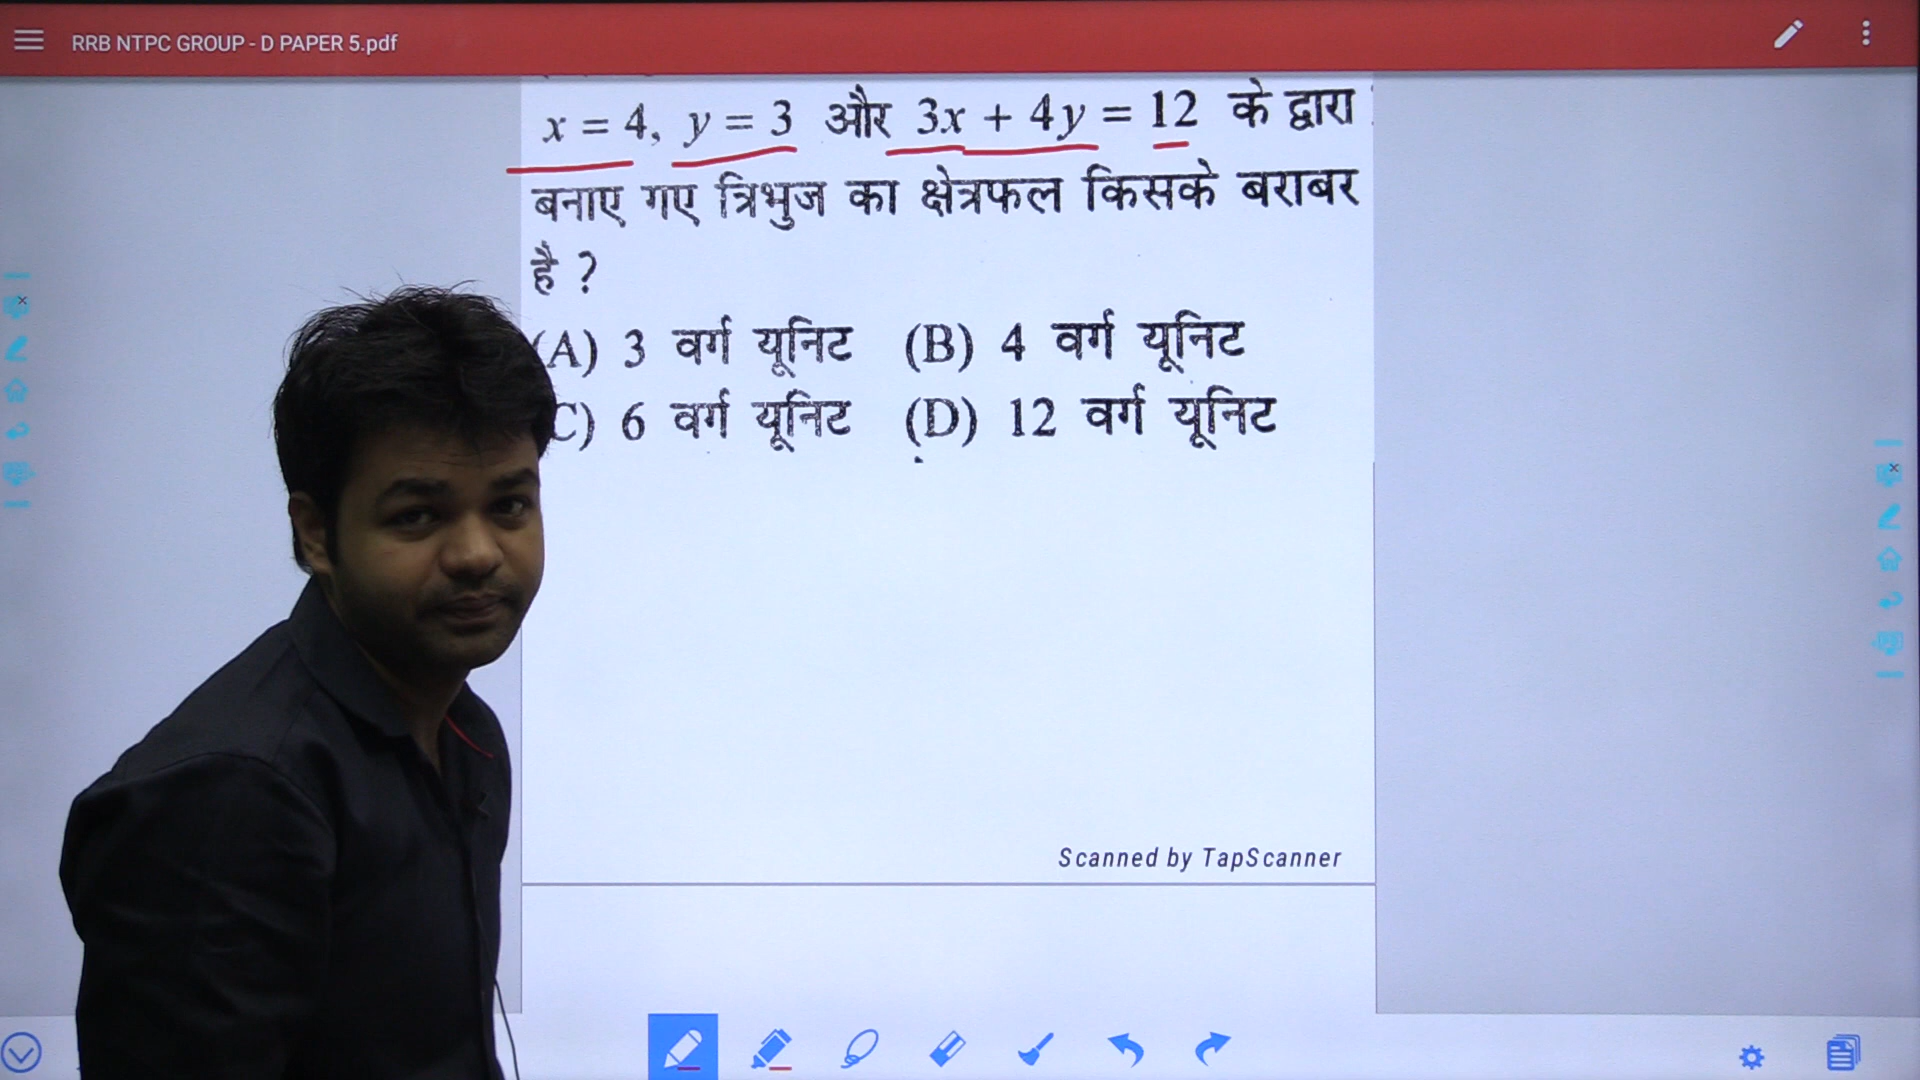 RRB NTPC GROUP - D PAPER 5.pdf
x = 4, y = 3 और 3x + 4y = 12 के द्वारा
बनाए गए त्रिभुज का क्षेत्रफल किसके बराबर
है ?
(A) 3 वर्ग यूनिट (B) 4 वर्ग यूनिट
C) 6 वर्ग यूनिट (D) 12 वर्ग यूनिट
Scanned by TapScanner